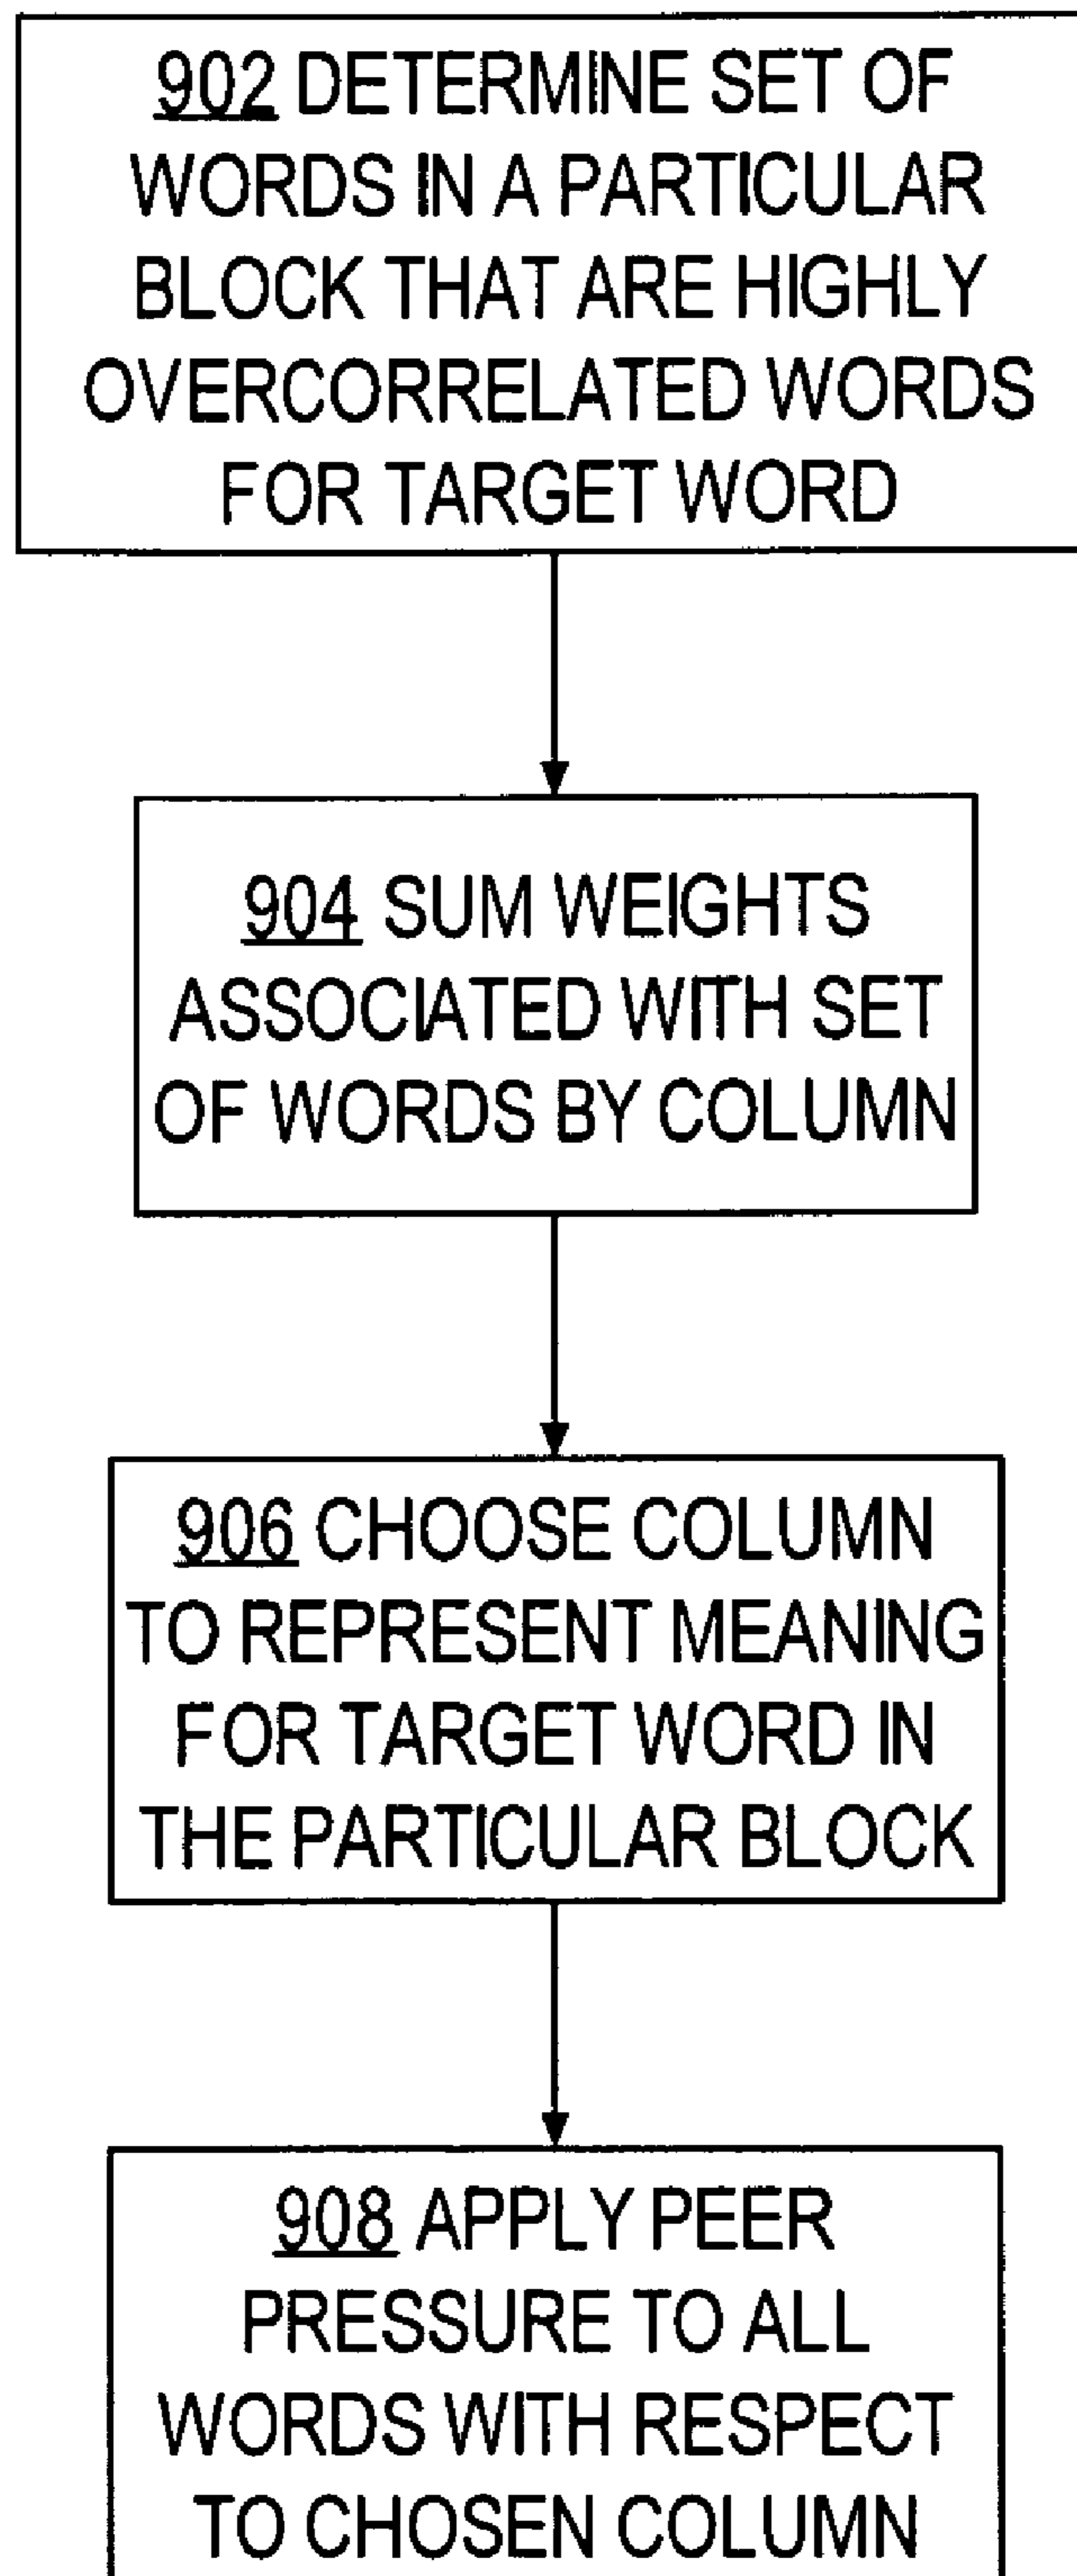 902 DETERMINE SET OF
WORDS IN A PARTICULAR
BLOCK THAT ARE HIGHLY
OVERCORRELATED WORDS
FOR TARGET WORD
904 SUM WEIGHTS
ASSOCIATED WITH SET
OF WORDS BY COLUMN
906 CHOOSE COLUMN
TO REPRESENT MEANING
FOR TARGET WORD IN
THE PARTICULAR BLOCK
908 APPLY PEER
PRESSURE TO ALL
WORDS WITH RESPECT
TO CHOSEN COLUMN